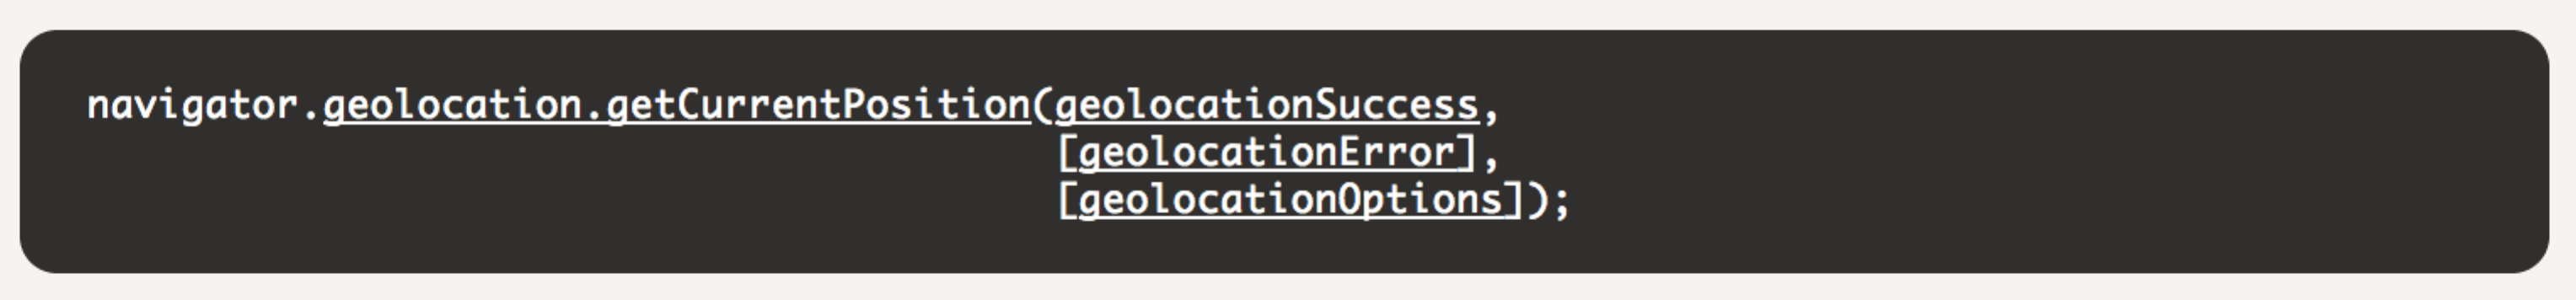 navigator.geolocation.getCurrentPosition(geolocationSuccess,
[geolocationError],
[geolocationOptions]);